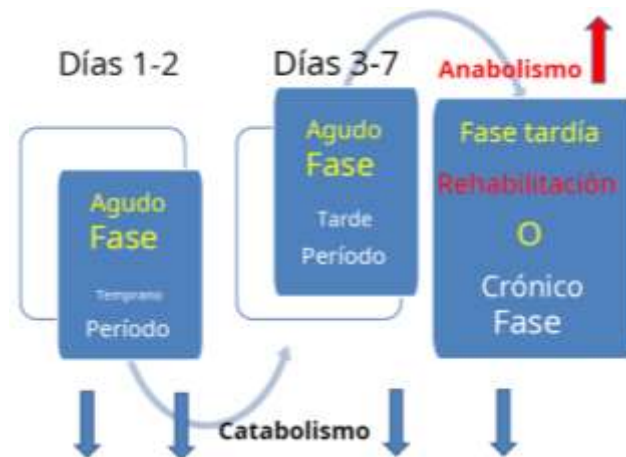 Días 1-2
Días 3-7
Anabolismo
Agudo
Fase
Temprano
Período
Agudo
Fase
Tarde
Período
Fase tardía
Rehabilitación
O
Crónico
Fase
Catabolismo